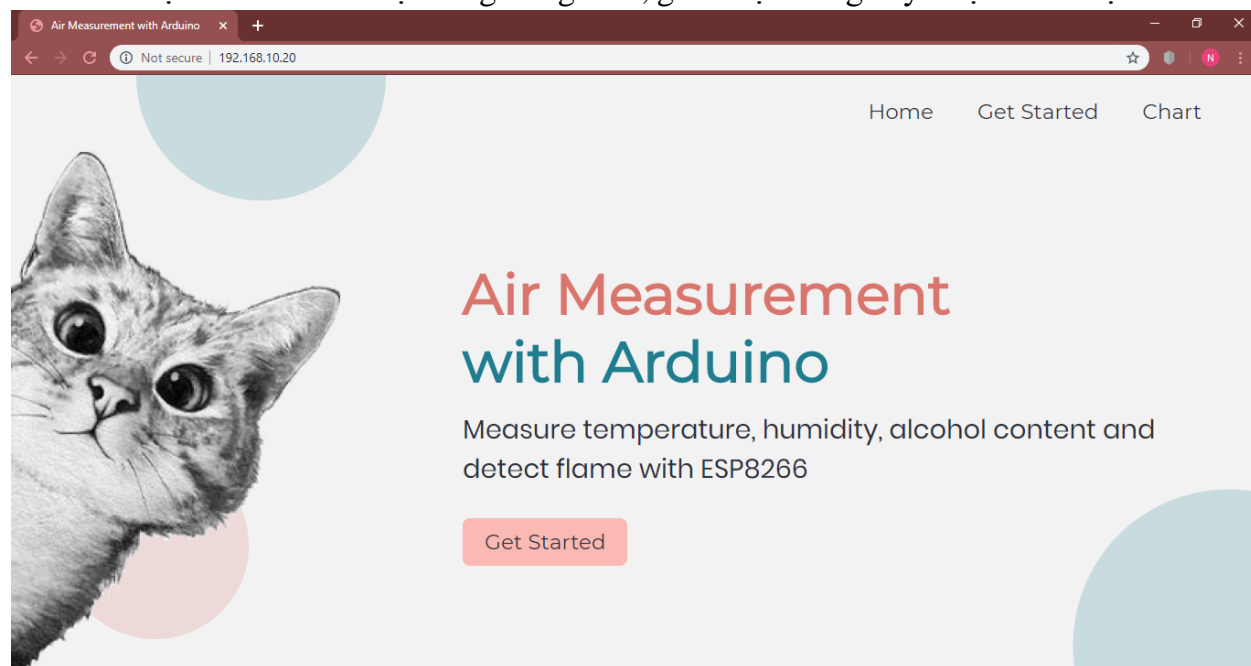 Air Measurement with Arduino
Not secure
192.168.10.20
N
Home
Get Started
Chart
Air Measurement
with Arduino
Measure temperature, humidity, alcohol content and
detect flame with ESP8266
Get Started